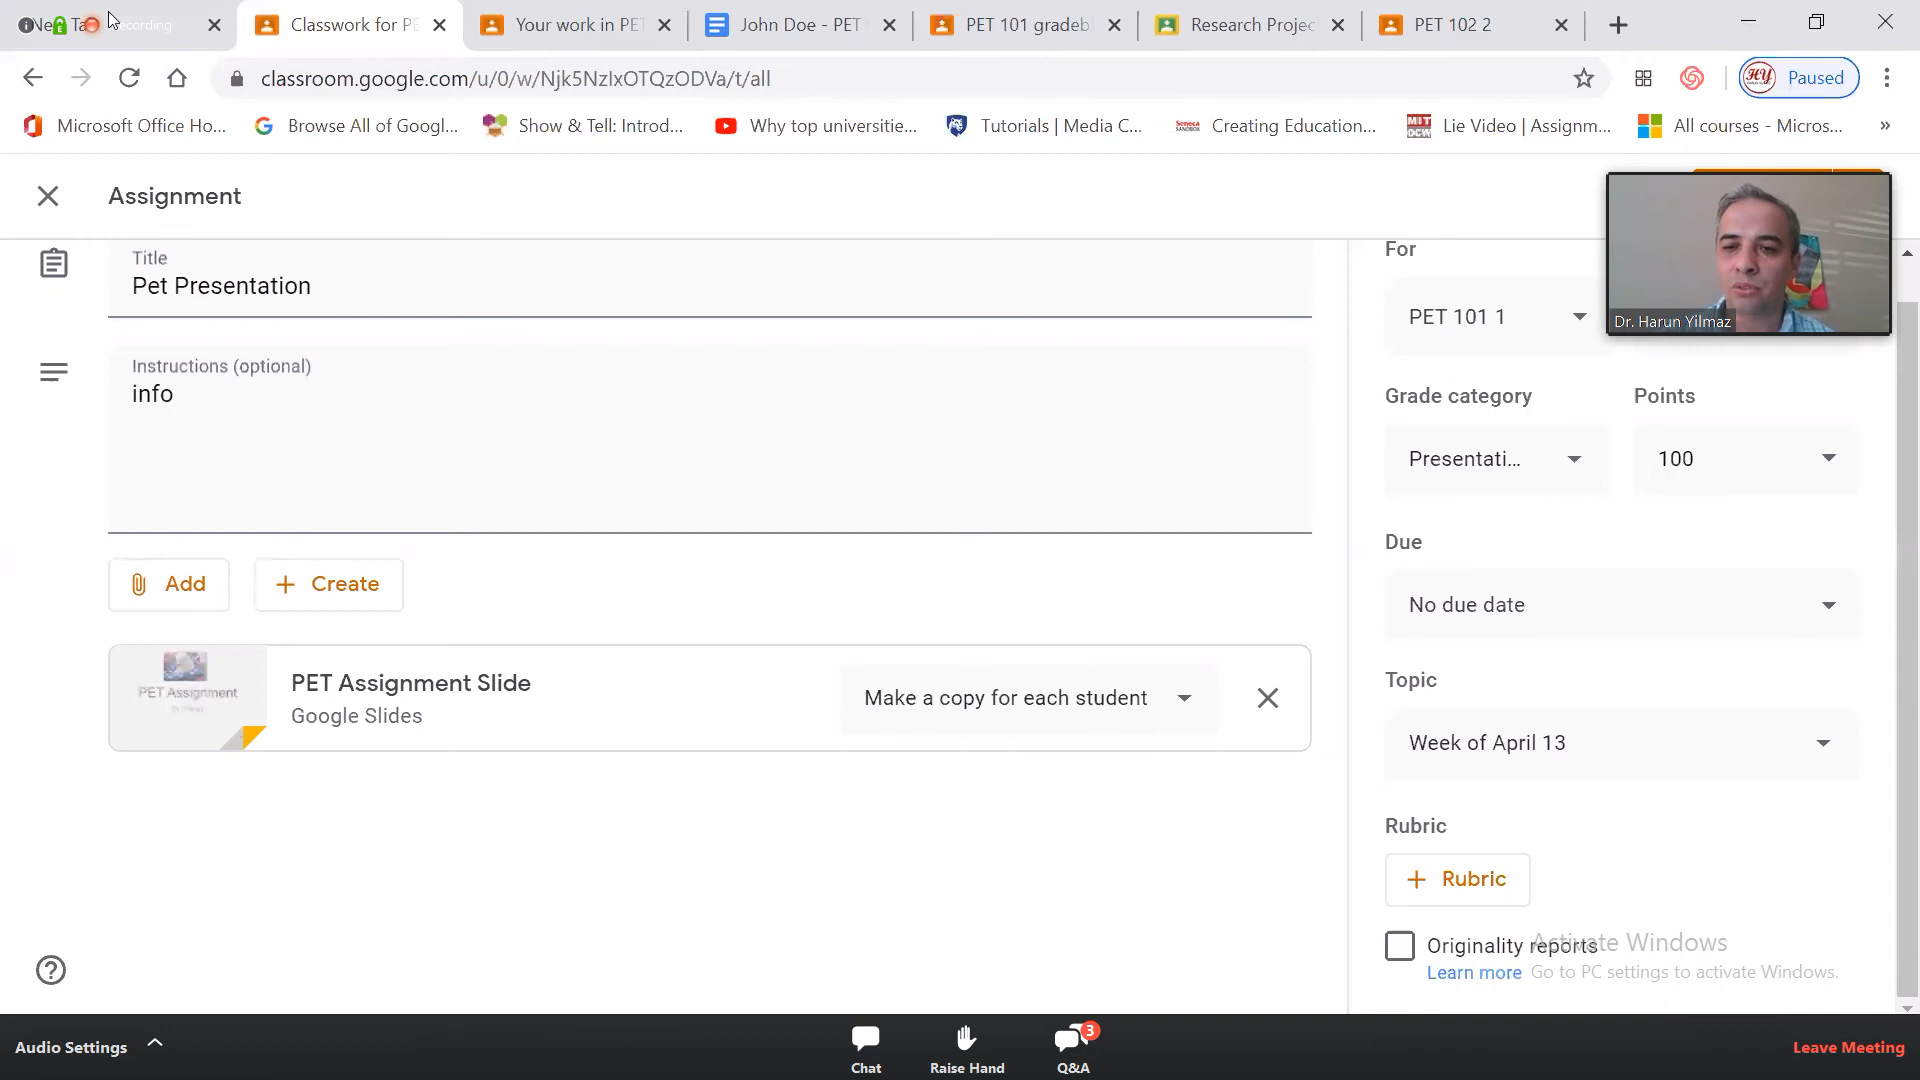 Classwork for PE
Your work in PET
John Doe - PET
PET 101 gradeb
Research Projec
PET 102 2
classroom.google.com/u/0/w/Njk5NzIxOTQzODVa/t/all
Paused
Microsoft Office Ho...
Browse All of Googl...
Show & Tell: Introd...
Why top universitie...
Tutorials | Media C...
Creating Education...
Lie Video | Assignm...
All courses - Micros...
»
Assignment
Title
Pet Presentation
Instructions (optional)
info
Add
+ Create
PET Assignment
PET Assignment Slide
Google Slides
Make a copy for each student
For
PET 101 1
Dr. Harun Yilmaz
Grade category
Points
Presentati...
100
Due
No due date
Topic
Week of April 13
Rubric
+ Rubric
Originality reports
Activate Windows
Learn more
Go to PC settings to activate Windows.
Audio Settings
Chat
Raise Hand
3
Q&A
Leave Meeting